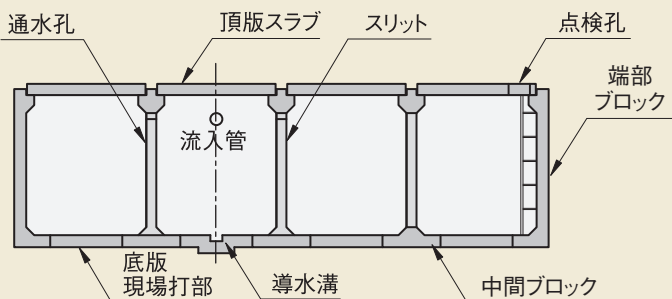 通水孔
頂版スラブ
スリット
点検孔
端部
ブロック
流入管
底版
現場打部
導水溝
中間ブロック